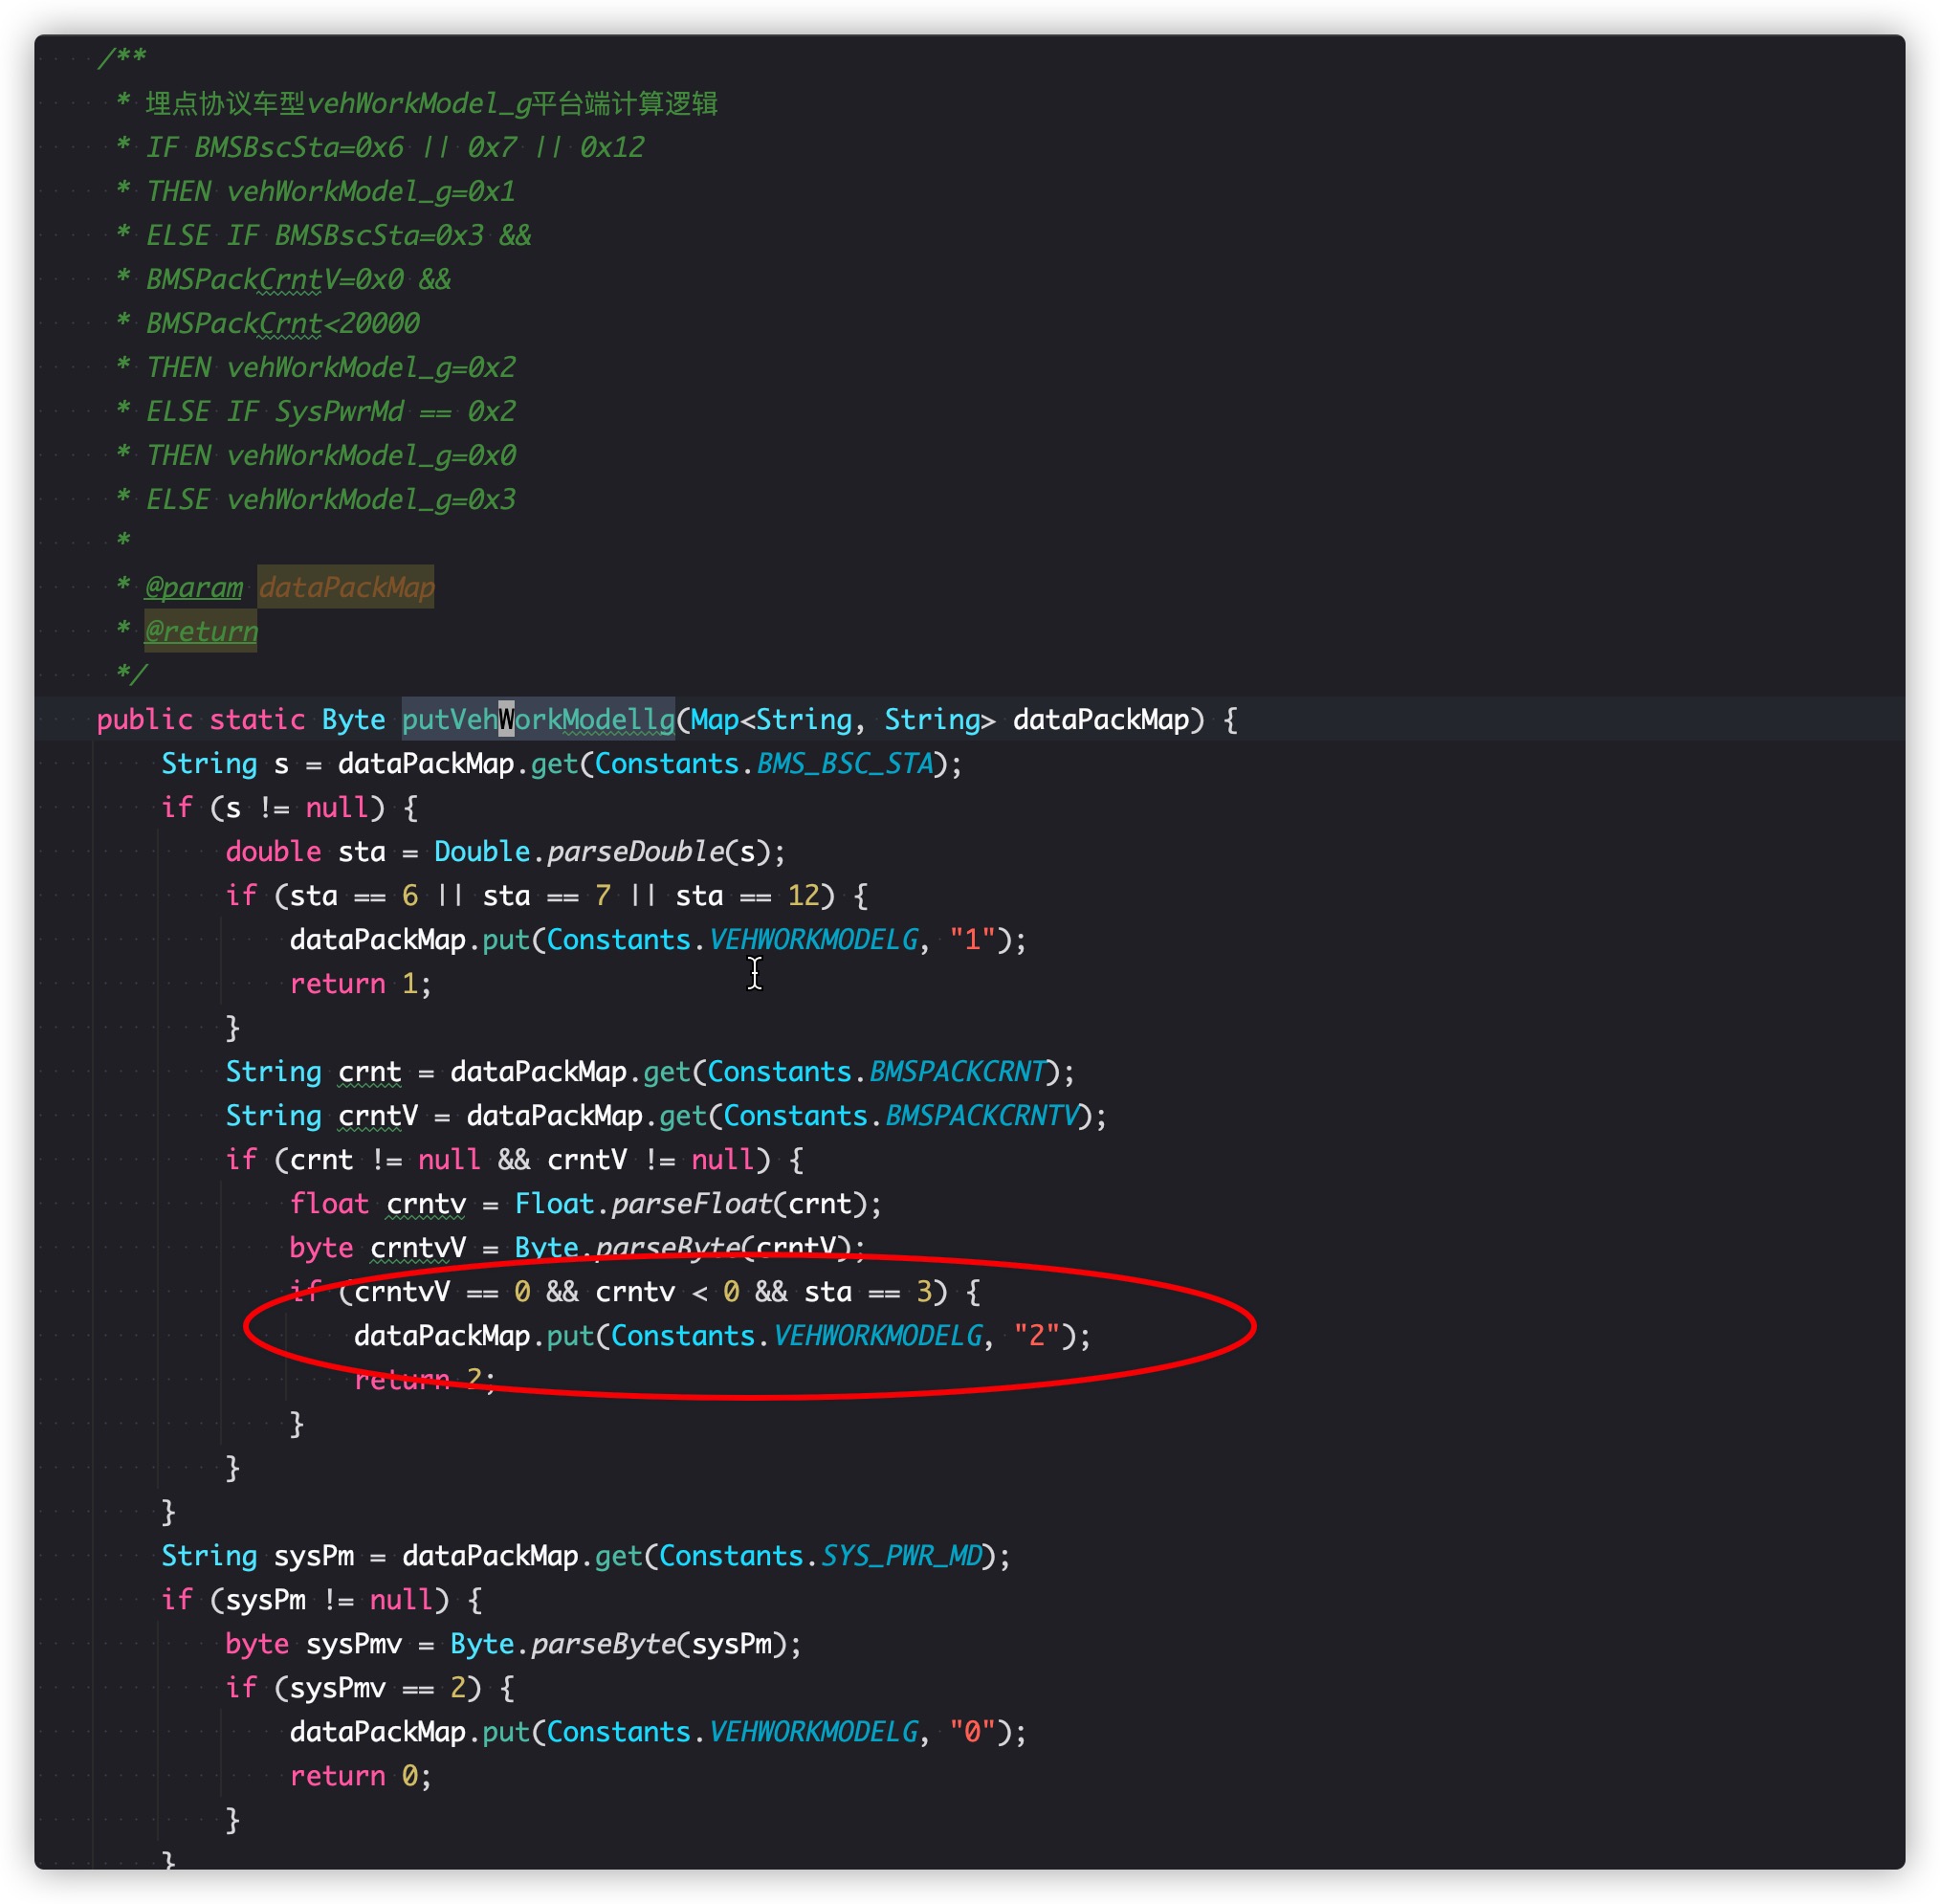 /**
* 埋点协议车型vehWorkModel_g平台端计算逻辑
* IF BMSBscSta=0x6 || 0x7 || 0x12
* THEN vehWorkModel_g=0x1
* ELSE IF BMSBscSta=0x3 &&
* BMSPackCrntV=0x0 &&
* BMSPackCrnt<20000
* THEN vehWorkModel_g=0x2
* ELSE IF SysPwrMd == 0x2
* THEN vehWorkModel_g=0x0
* ELSE vehWorkModel_g=0x3
*
* @param dataPackMap
* @return
*/
public static Byte putVehWorkModellg(Map<String, String> dataPackMap) {
String s = dataPackMap.get(Constants.BMS_BSC_STA);
if (s != null) {
double sta = Double.parseDouble(s);
if (sta == 6 || sta == 7 || sta == 12) {
dataPackMap.put(Constants.VEHWORKMODELG, "1");
return 1;
}
String crnt = dataPackMap.get(Constants.BMSPACKCRNT);
String crntV = dataPackMap.get(Constants.BMSPACKCRNTV);
if (crnt != null && crntV != null) {
float crntv = Float.parseFloat(crnt);
byte crntvV = Byte.parseByte(crntV);
if (crntvV == 0 && crntv < 0 && sta == 3) {
dataPackMap.put(Constants.VEHWORKMODELG, "2");
return 2;
}
}
}
String sysPm = dataPackMap.get(Constants.SYS_PWR_MD);
if (sysPm != null) {
byte sysPmv = Byte.parseByte(sysPm);
if (sysPmv == 2) {
dataPackMap.put(Constants.VEHWORKMODELG, "0");
return 0;
}
}